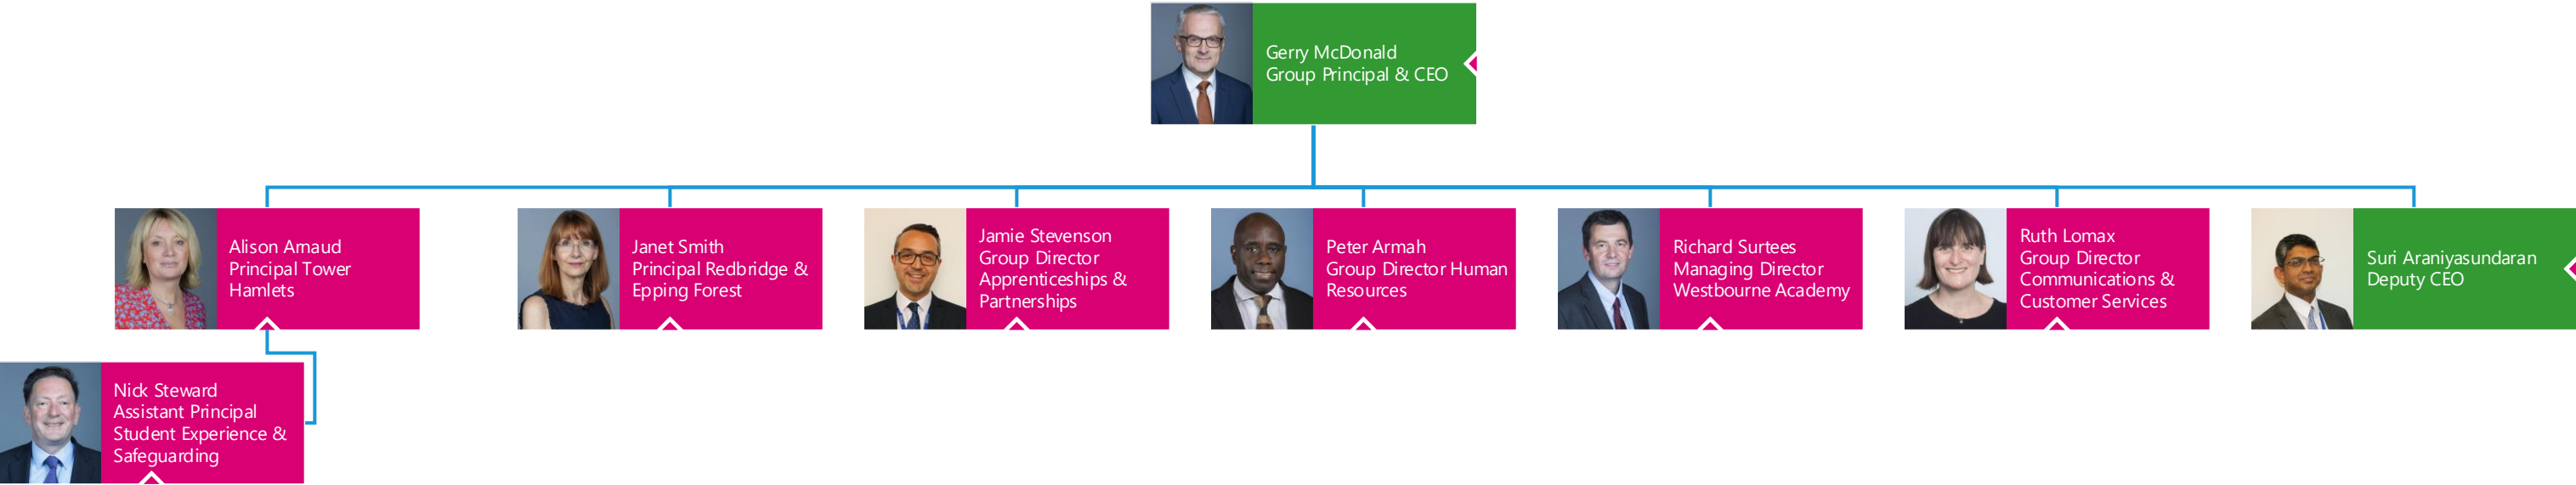 Gerry McDonald
Group Principal & CEO
Alison Arnaud
Principal Tower
Hamlets
Janet Smith
Principal Redbridge &
Epping Forest
Jamie Stevenson
Group Director
Apprenticeships &
Partnerships
Peter Armah
Group Director Human
Resources
Richard Surtees
Managing Director
Westbourne Academy
Ruth Lomax
Group Director
Communications &
Customer Services
Suri Araniyasundaran
Deputy CEO
Nick Steward
Assistant Principal
Student Experience &
Safeguarding